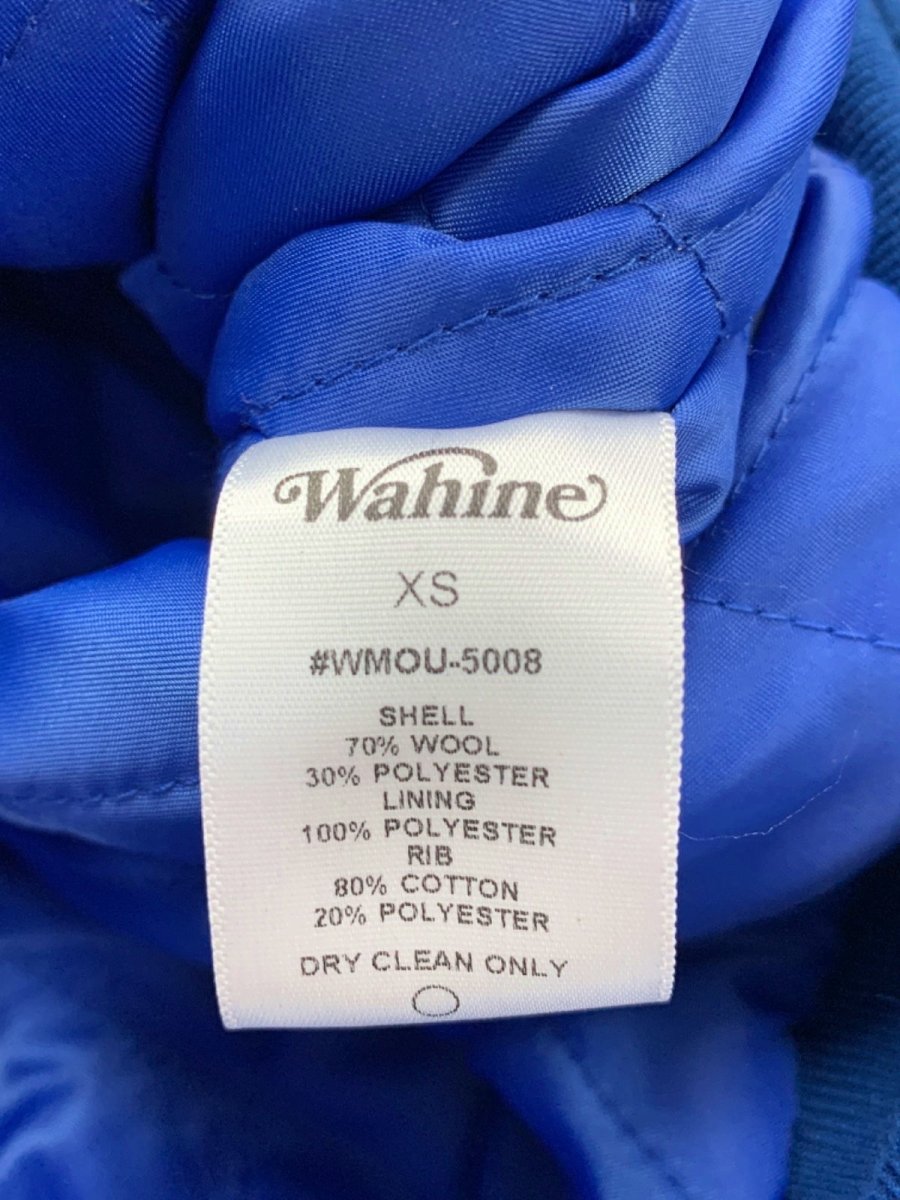 Wahine
XS
#WMOU-5008
SHELL
70% WOOL
30% POLYESTER
LINING
100% POLYESTER
RIB
80% COTTON
20% POLYESTER
DRY CLEAN ONLY